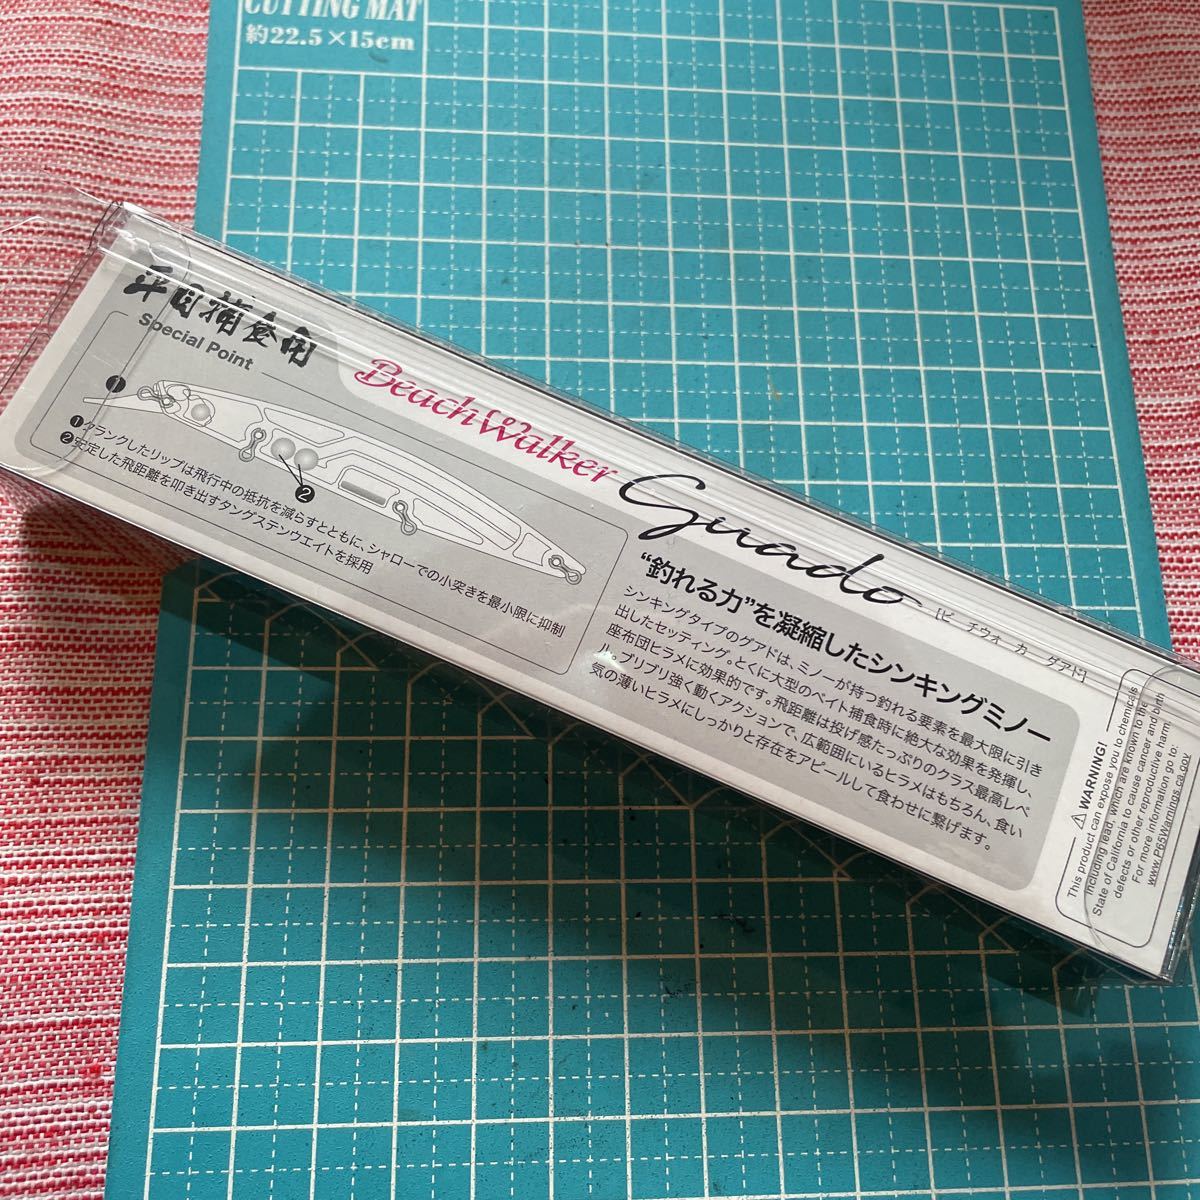 CUTTING MAT
約22.5×15cm
平目捕食用
Special Point
BeachWalker
Guado
[ビーチウォーカー グアド]
❶
❷
❶クランクしたリップは飛行中の抵抗を減らすとともに、シャローでの小突きを最小限に抑制
❷安定した飛距離を叩き出すタングステンウエイトを採用
“釣れる力”を凝縮したシンキングミノー
シンキングタイプのグアドは、ミノーが持つ釣れる要素を最大限に引き
出したセッティング。とくに大型のベイト捕食時に絶大な効果を発揮し、
座布団ヒラメに効果的です。飛距離は投げ感たっぷりのクラス最高レベ
ル。ブリブリ強く動くアクションで、広範囲にいるヒラメはもちろん、食い
気の薄いヒラメにしっかりと存在をアピールして食わせに繋げます。
⚠ WARNING!
This product can expose you to chemicals
including lead, which are known to the
State of California to cause cancer and birth
defects or other reproductive harm.
For more information go to:
www.P65Warnings.ca.gov